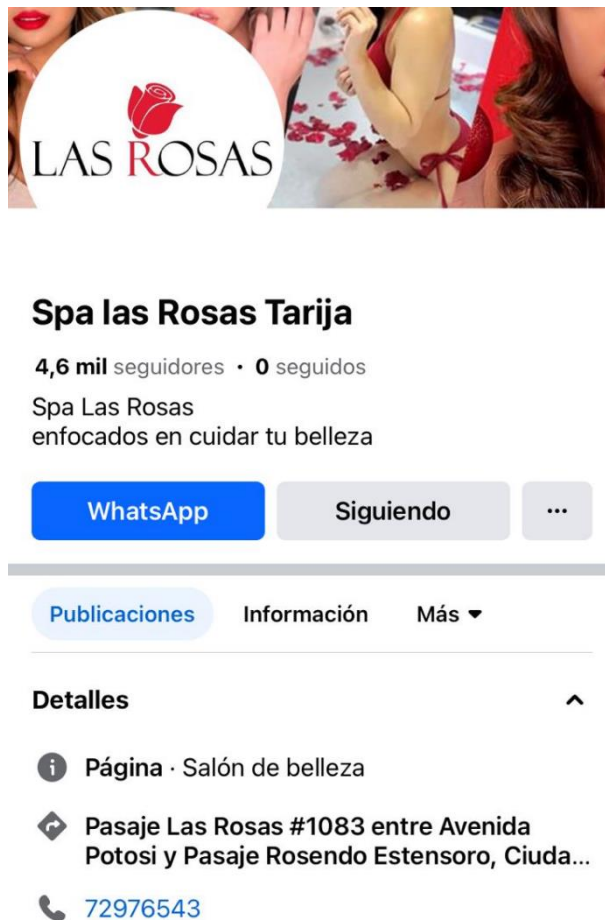 LAS ROSAS
Spa las Rosas Tarija
4,6 mil seguidores • 0 seguidos
Spa Las Rosas
enfocados en cuidar tu belleza
WhatsApp Siguiendo ...
Publicaciones Información Más
Detalles
Página · Salón de belleza
Pasaje Las Rosas #1083 entre Avenida
Potosi y Pasaje Rosendo Estensoro, Ciuda...
72976543